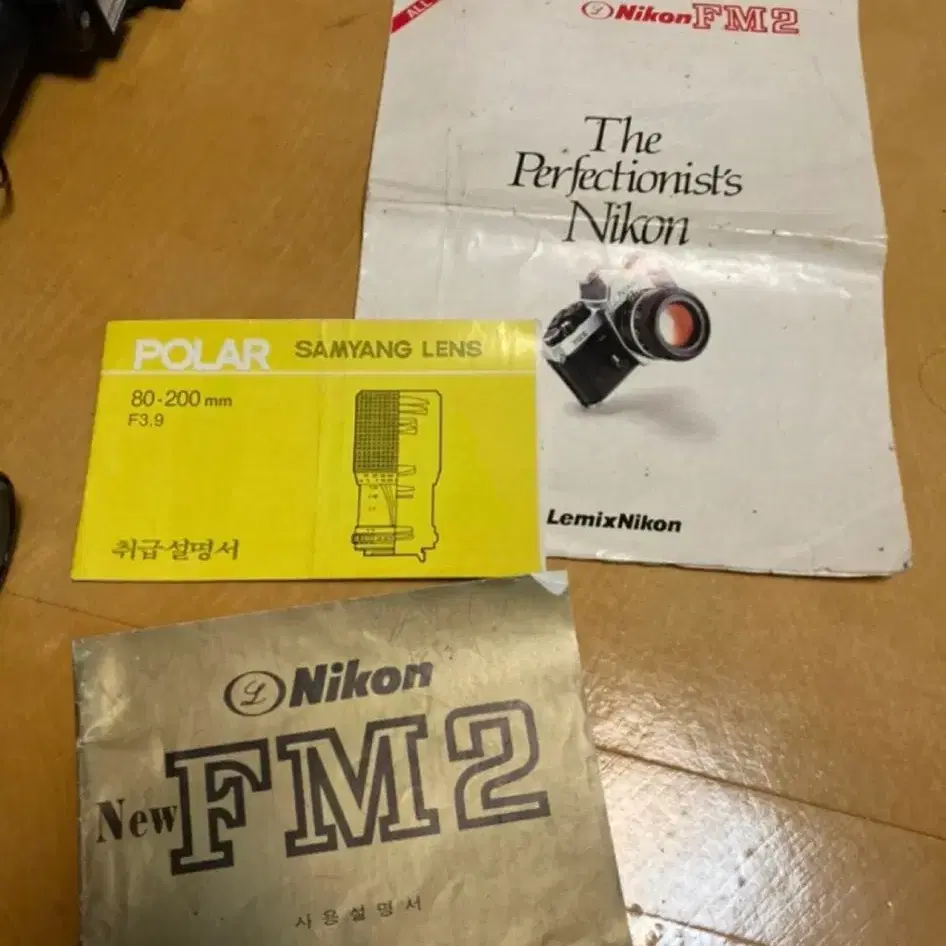 ALL
L Nikon FM2
The
Perfectionist's
Nikon
LemixNikon
POLAR SAMYANG LENS
80-200 mm
F3.9
취급설명서
L Nikon
New FM2
사용설명서